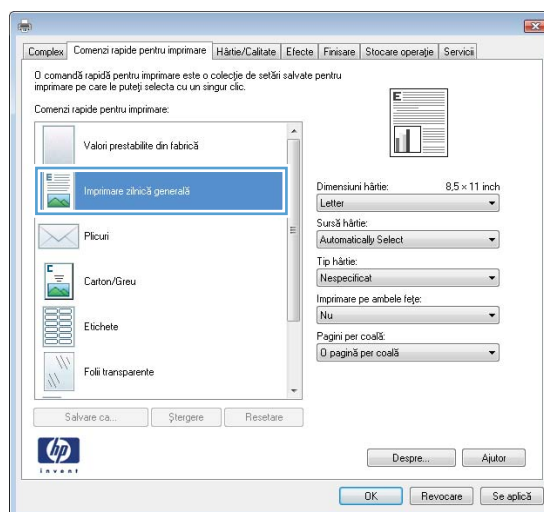 Complex Comenzi rapide pentru imprimare Hârtie/Calitate Efecte Finisare Stocare operaţie Servicii
O comandă rapidă pentru imprimare este o colecţie de setări salvate pentru
imprimare pe care le puteţi selecta cu un singur clic.
Comenzi rapide pentru imprimare:
Valori prestabilite din fabrică
E
Imprimare zilnică generală
Plicuri
C
Carton/Greu
Etichete
Folii transparente
Salvare ca... Ştergere Resetare
E
Dimensiuni hârtie: 8,5 × 11 inch
Letter
Sursă hârtie:
Automatically Select
Tip hârtie:
Nespecificat
Imprimare pe ambele feţe:
Nu
Pagini per coală:
O pagină per coală
hp
invent
Despre... Ajutor
OK Revocare Se aplică